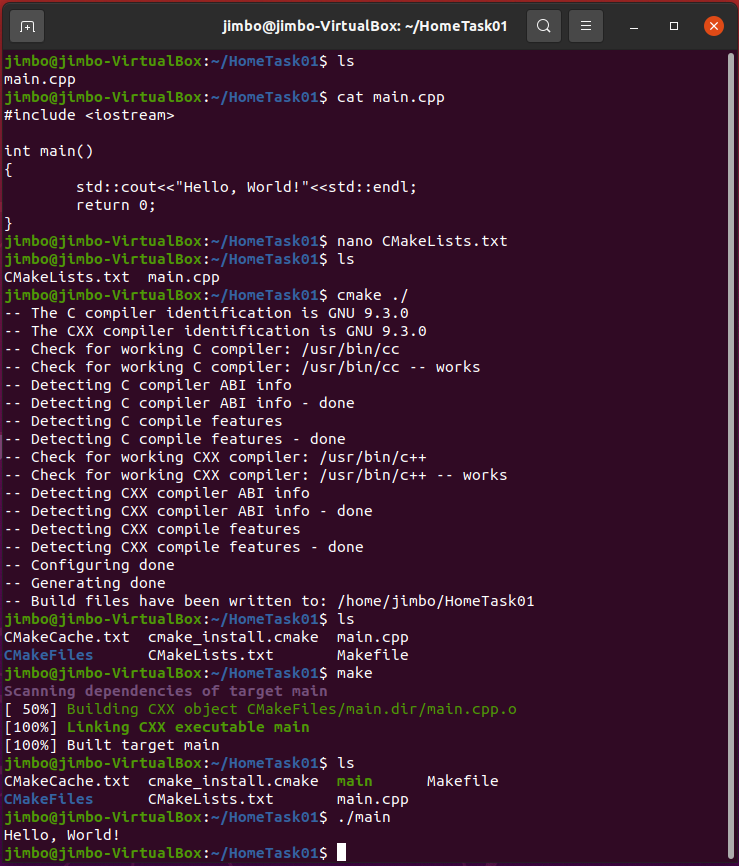 jimbo@jimbo-VirtualBox: ~/HomeTask01
jimbo@jimbo-VirtualBox:~/HomeTask01$ ls
main.cpp
jimbo@jimbo-VirtualBox:~/HomeTask01$ cat main.cpp
#include <iostream>

int main()
{
        std::cout<<"Hello, World!"<<std::endl;
        return 0;
}
jimbo@jimbo-VirtualBox:~/HomeTask01$ nano CMakeLists.txt
jimbo@jimbo-VirtualBox:~/HomeTask01$ ls
CMakeLists.txt  main.cpp
jimbo@jimbo-VirtualBox:~/HomeTask01$ cmake ./
-- The C compiler identification is GNU 9.3.0
-- The CXX compiler identification is GNU 9.3.0
-- Check for working C compiler: /usr/bin/cc
-- Check for working C compiler: /usr/bin/cc -- works
-- Detecting C compiler ABI info
-- Detecting C compiler ABI info - done
-- Detecting C compile features
-- Detecting C compile features - done
-- Check for working CXX compiler: /usr/bin/c++
-- Check for working CXX compiler: /usr/bin/c++ -- works
-- Detecting CXX compiler ABI info
-- Detecting CXX compiler ABI info - done
-- Detecting CXX compile features
-- Detecting CXX compile features - done
-- Configuring done
-- Generating done
-- Build files have been written to: /home/jimbo/HomeTask01
jimbo@jimbo-VirtualBox:~/HomeTask01$ ls
CMakeCache.txt  cmake_install.cmake  main.cpp
CMakeFiles      CMakeLists.txt       Makefile
jimbo@jimbo-VirtualBox:~/HomeTask01$ make
Scanning dependencies of target main
[ 50%] Building CXX object CMakeFiles/main.dir/main.cpp.o
[100%] Linking CXX executable main
[100%] Built target main
jimbo@jimbo-VirtualBox:~/HomeTask01$ ls
CMakeCache.txt  cmake_install.cmake  main      Makefile
CMakeFiles      CMakeLists.txt       main.cpp
jimbo@jimbo-VirtualBox:~/HomeTask01$ ./main
Hello, World!
jimbo@jimbo-VirtualBox:~/HomeTask01$